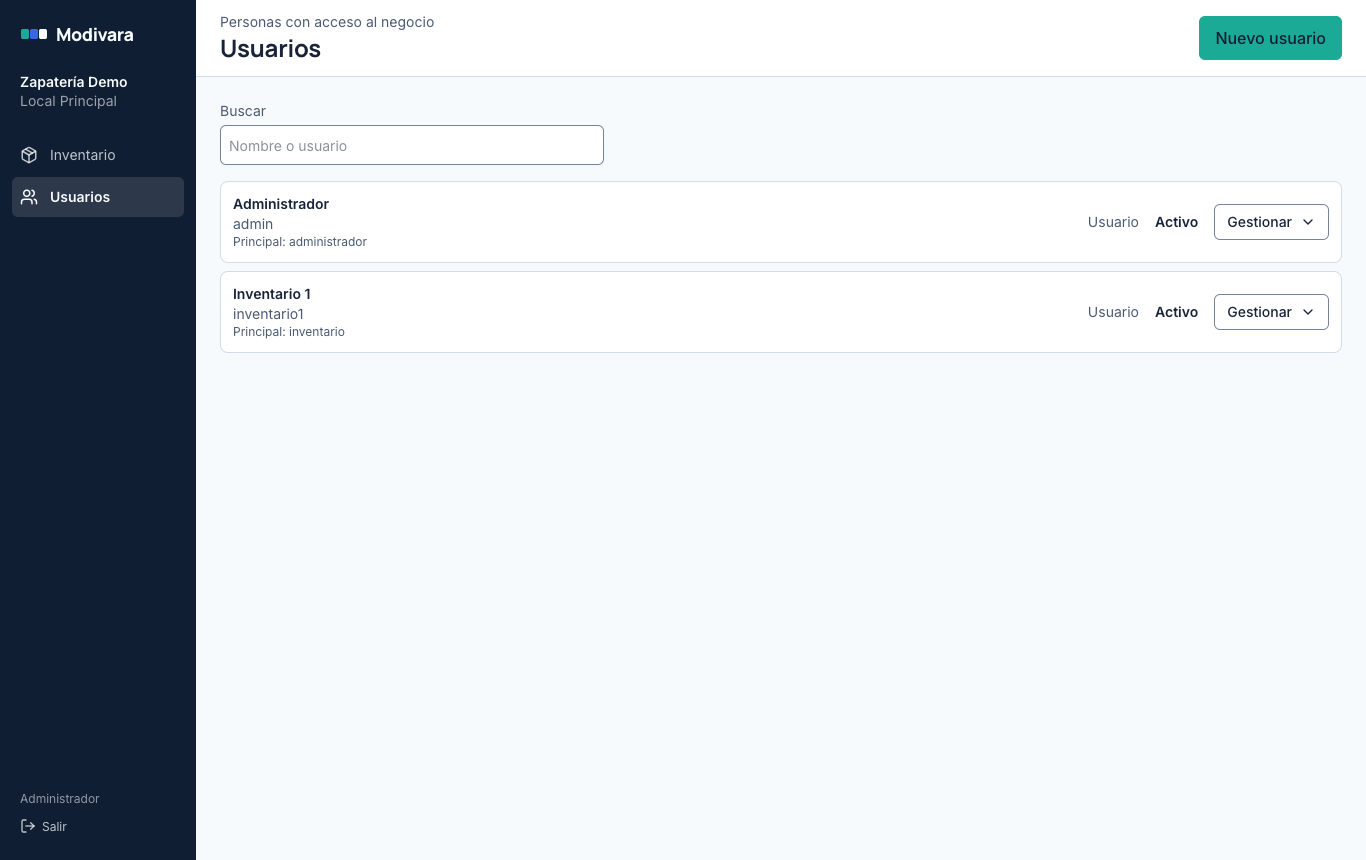 Modivara
Zapatería Demo
Local Principal
Inventario
Usuarios
Administrador
Salir
Personas con acceso al negocio
Usuarios
Nuevo usuario
Buscar
Nombre o usuario
Administrador
admin
Principal: administrador
Usuario Activo Gestionar
Inventario 1
inventario1
Principal: inventario
Usuario Activo Gestionar